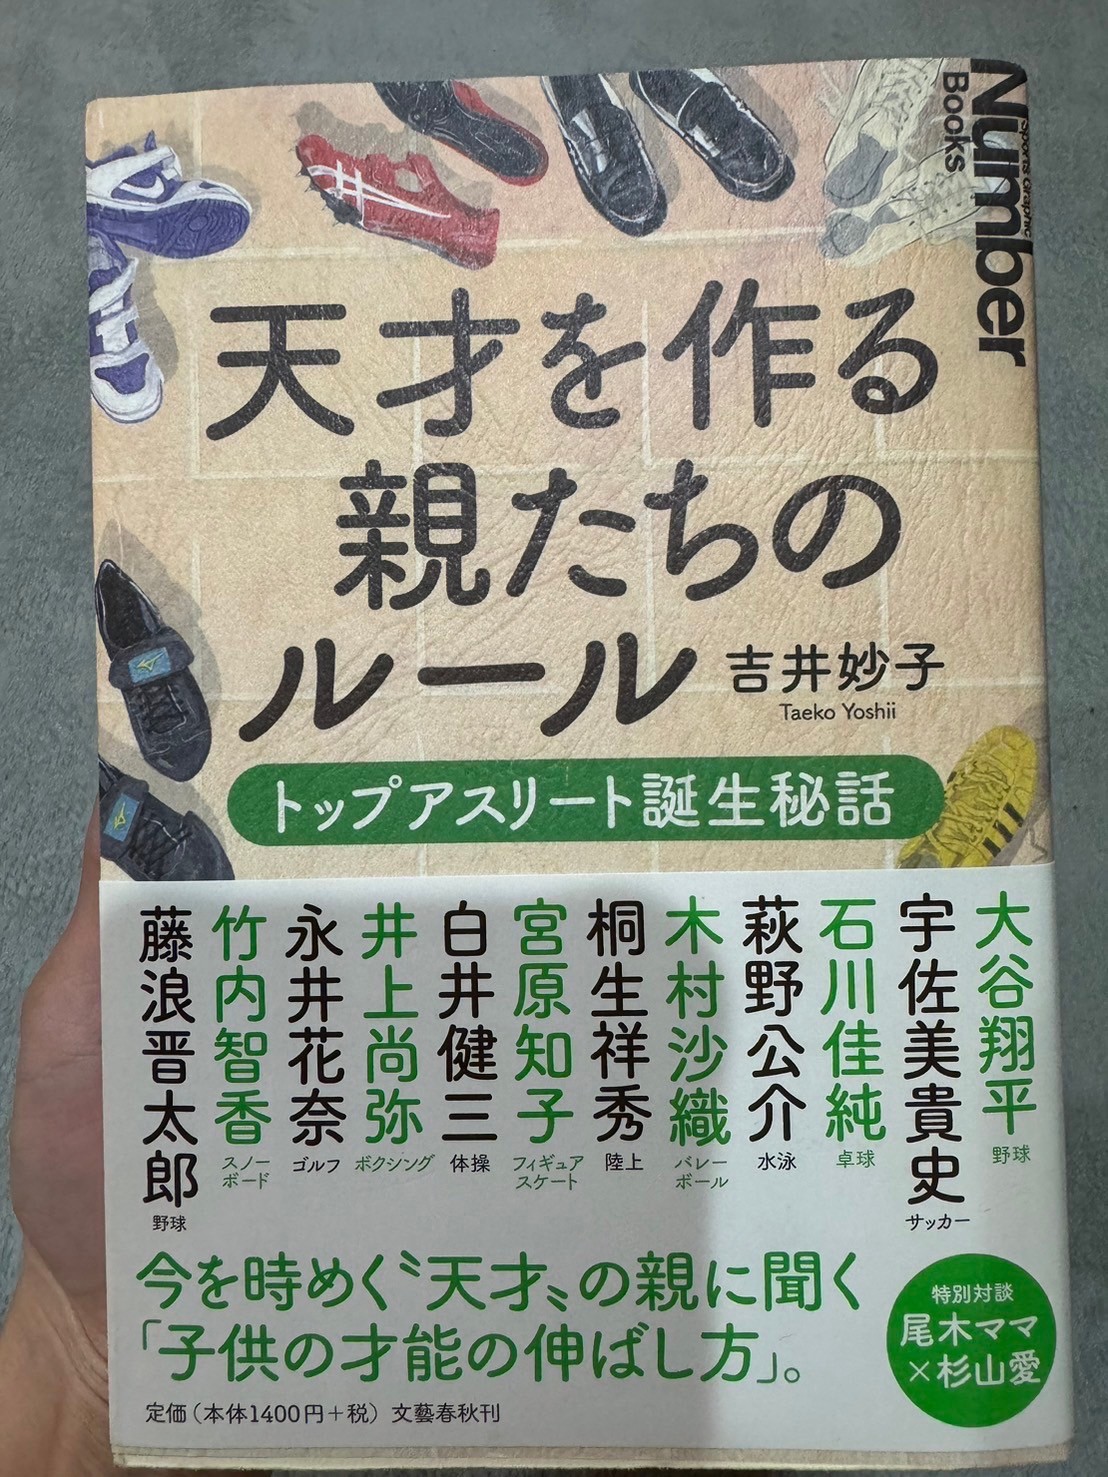 Sports Graphic
Number
Books
天才を作る
親たちの
ルール
吉井妙子
Taeko Yoshii
トップアスリート誕生秘話
大谷翔平
野球
宇佐美貴史
サッカー
石川佳純
卓球
萩野公介
水泳
木村沙織
バレー
ボール
桐生祥秀
陸上
宮原知子
フィギュア
スケート
白井健三
体操
井上尚弥
ボクシング
永井花奈
ゴルフ
竹内智香
スノー
ボード
藤浪晋太郎
野球
今を時めく〝天才〟の親に聞く
「子供の才能の伸ばし方」。
特別対談
尾木ママ
×杉山愛
定価(本体1400円+税) 文藝春秋刊